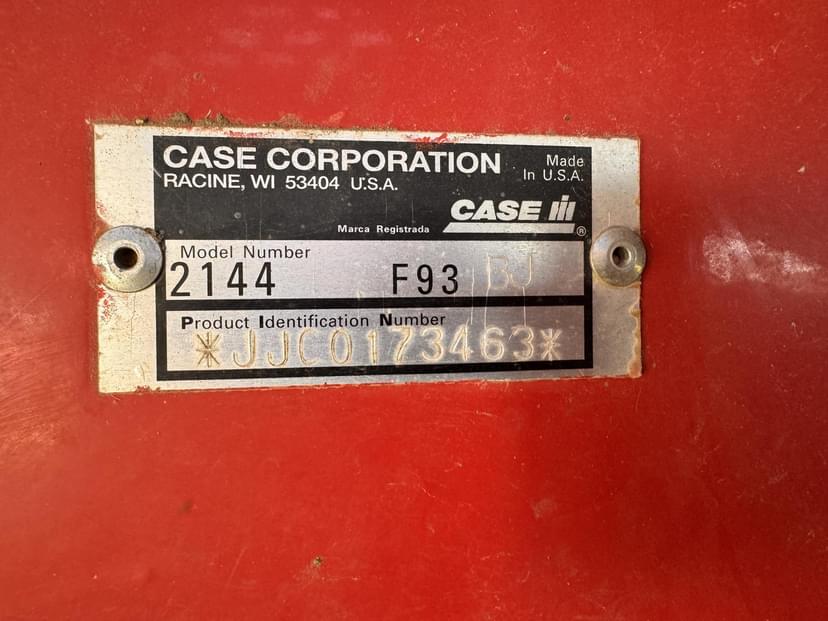 CASE CORPORATION
RACINE, WI 53404 U.S.A.
Made
In U.S.A.
CASE IH
Marca Registrada ®
Model Number
2144 F93 BJ
Product Identification Number
*JJC0173463*